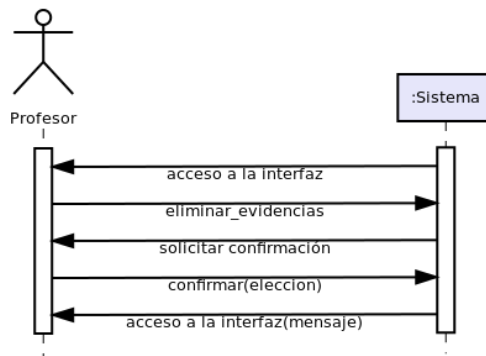 :Sistema
Profesor
acceso a la interfaz
eliminar_evidencias
solicitar confirmación
confirmar(eleccion)
acceso a la interfaz(mensaje)